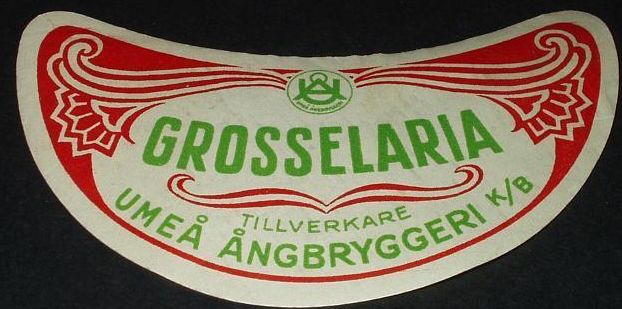 GROSSELARIA
TILLVERKARE
UMEÅ ÅNGBRYGGERI K/B